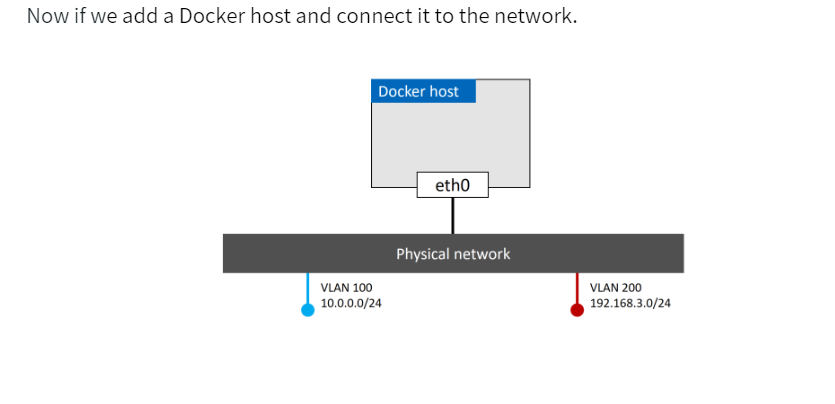 Now if we add a Docker host and connect it to the network.
Docker host
eth0
Physical network
VLAN 100
10.0.0.0/24
VLAN 200
192.168.3.0/24